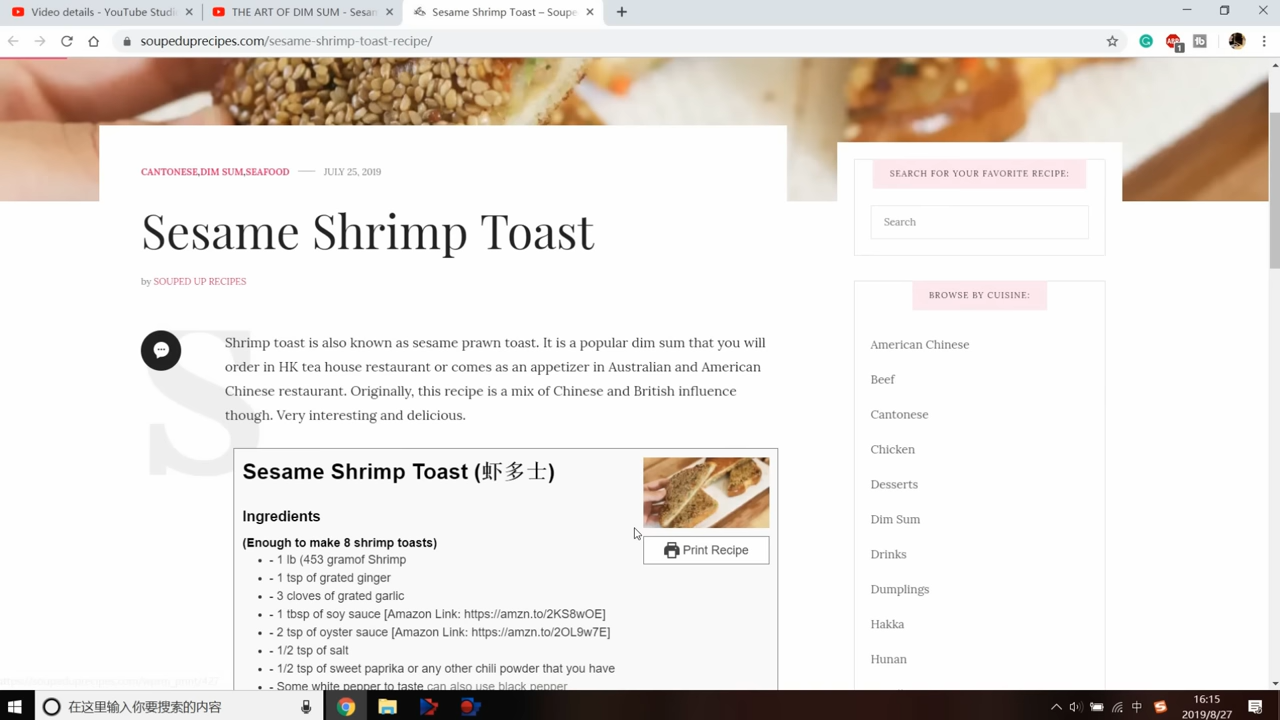 Video details - YouTube Studi
THE ART OF DIM SUM - Sesam
Sesame Shrimp Toast – Soupe
soupeduprecipes.com/sesame-shrimp-toast-recipe/
CANTONESE,DIM SUM,SEAFOOD
JULY 25, 2019
Sesame Shrimp Toast
by SOUPED UP RECIPES
S
Shrimp toast is also known as sesame prawn toast. It is a popular dim sum that you will
order in HK tea house restaurant or comes as an appetizer in Australian and American
Chinese restaurant. Originally, this recipe is a mix of Chinese and British influence
though. Very interesting and delicious.
Sesame Shrimp Toast (虾多士)
Print Recipe
Ingredients
(Enough to make 8 shrimp toasts)
- 1 lb (453 gramof Shrimp
- 1 tsp of grated ginger
- 3 cloves of grated garlic
- 1 tbsp of soy sauce [Amazon Link: https://amzn.to/2KS8wOE]
- 2 tsp of oyster sauce [Amazon Link: https://amzn.to/2OL9w7E]
- 1/2 tsp of salt
- 1/2 tsp of sweet paprika or any other chili powder that you have
- Some white pepper to taste can also use black pepper
SEARCH FOR YOUR FAVORITE RECIPE:
Search
BROWSE BY CUISINE:
American Chinese
Beef
Cantonese
Chicken
Desserts
Dim Sum
Drinks
Dumplings
Hakka
Hunan
在这里输入你要搜索的内容
中
16:15
2019/8/27